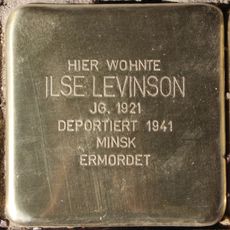 HIER WOHNTE
ILSE LEVINSON
JG. 1921
DEPORTIERT 1941
MINSK
ERMORDET